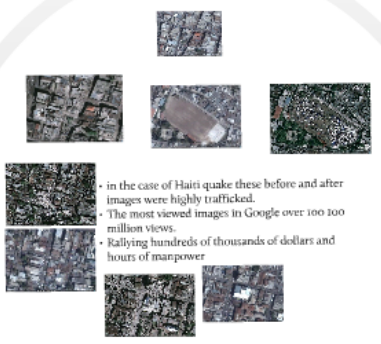 • in the case of Haiti quake these before and after
images were highly trafficked.
• The most viewed images in Google over 100 100
million views.
• Rallying hundreds of thousands of dollars and
hours of manpower